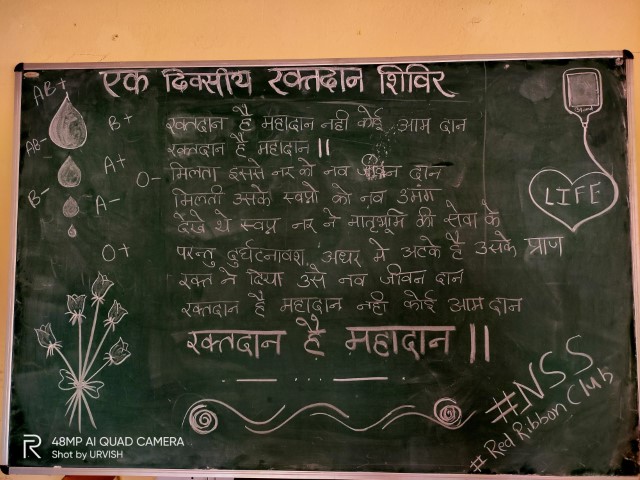 एक दिवसीय रक्तदान शिविर
AB+
B+
AB-
A+
O-
B-
A-
O+
रक्तदान है महादान नही कोई आम दान
रक्तदान है महादान ||
मिलता इससे नर को नव जीवन दान
मिलती उसके स्वप्नो को नव उमंग
देखे थे स्वप्न नर ने मातृभूमि की सेवा के
परन्तु दुर्घटनावश, अधर मे अटके है उसके प्राण
रक्त ने दिया उसे नव जीवन दान
रक्तदान है महादान नही कोई आम दान
रक्तदान है महादान ||
LIFE
#NSS
# Red Ribbon Club
R
48MP AI QUAD CAMERA
Shot by URVISH